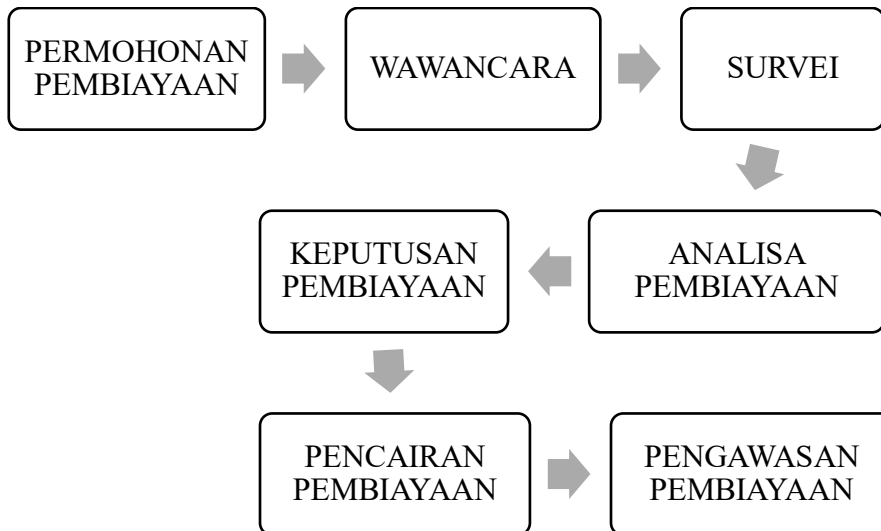 PERMOHONAN
PEMBIAYAAN
WAWANCARA
SURVEI
ANALISA
PEMBIAYAAN
KEPUTUSAN
PEMBIAYAAN
PENCAIRAN
PEMBIAYAAN
PENGAWASAN
PEMBIAYAAN